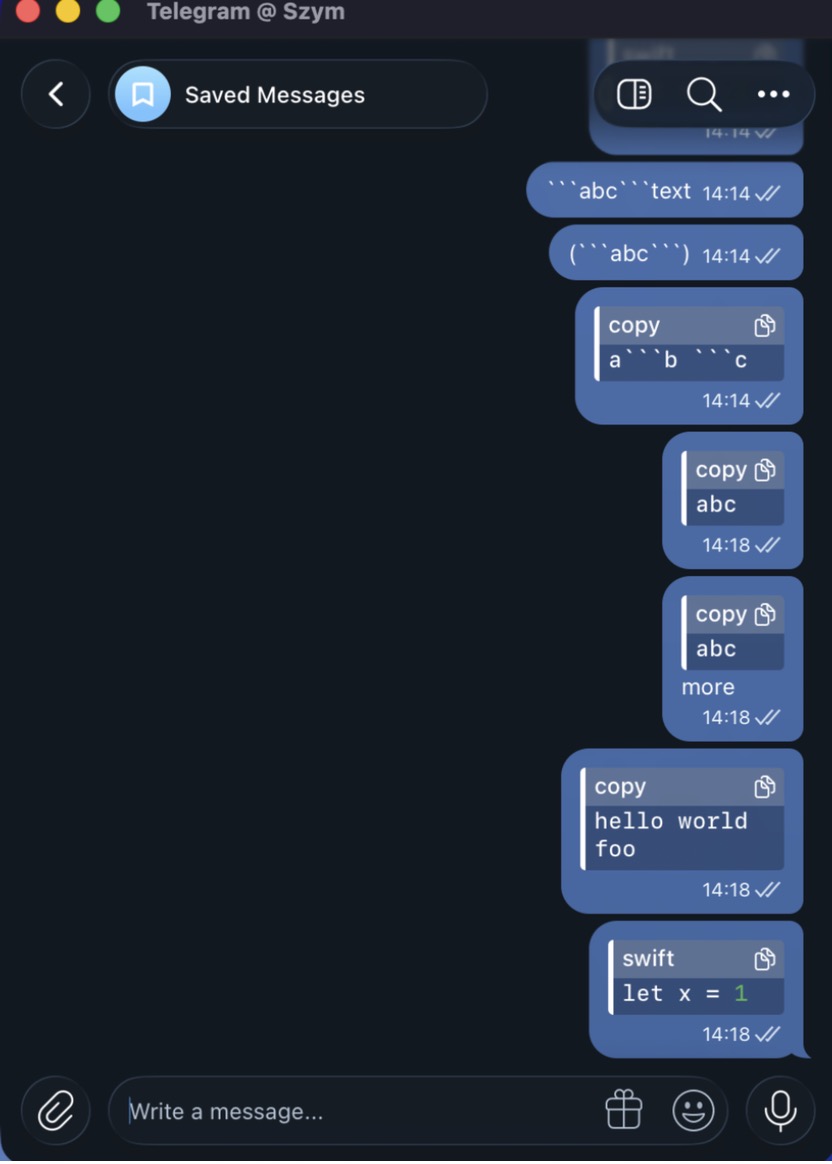 Telegram @ Szym
Saved Messages
swift
14:14
```abc```text 14:14
(```abc```) 14:14
copy
a```b ```c
14:14
copy
abc
14:18
copy
abc
more
14:18
copy
hello world
foo
14:18
swift
let x = 1
14:18
Write a message...